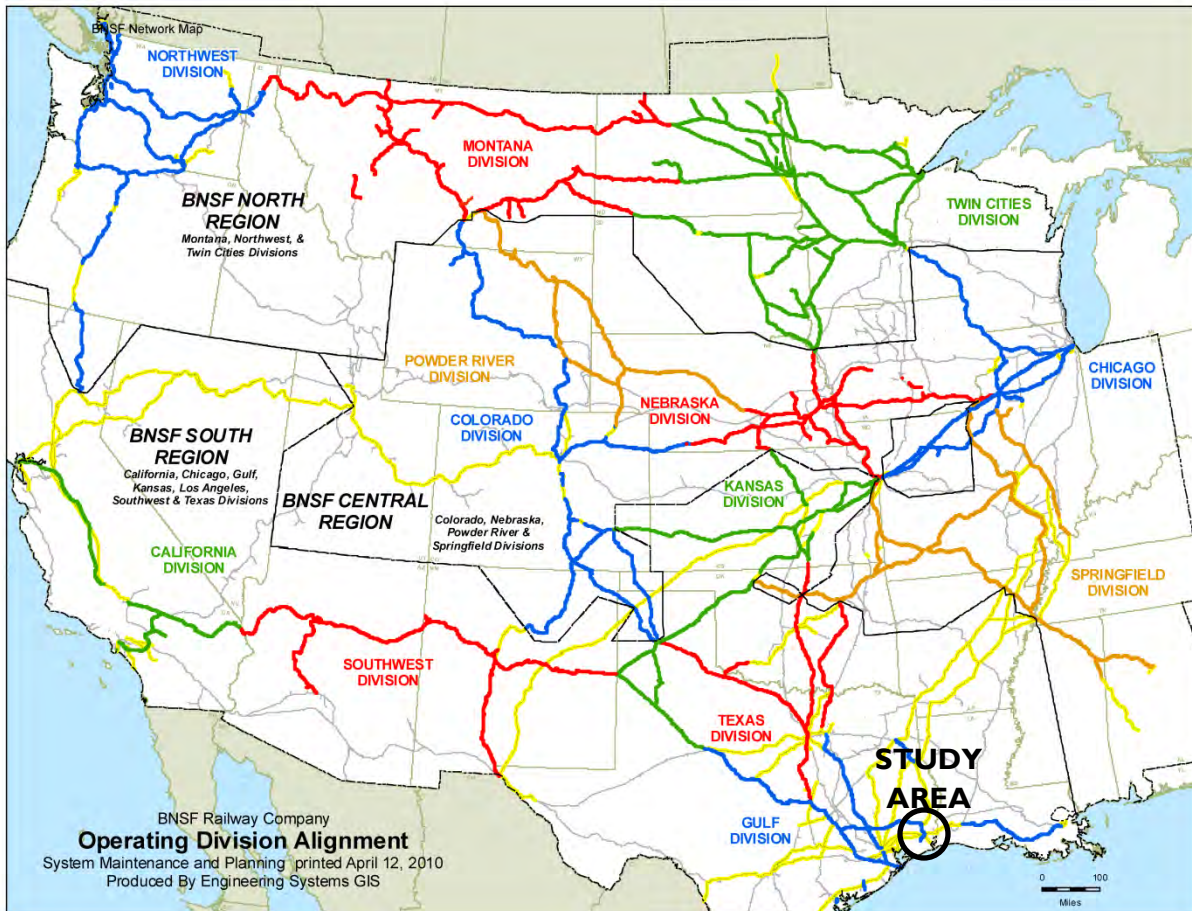 BNSF Network Map
NORTHWEST
DIVISION
MONTANA
DIVISION
BNSF NORTH
REGION
Montana, Northwest, &
Twin Cities Divisions
TWIN CITIES
DIVISION
POWDER RIVER
DIVISION
COLORADO
DIVISION
NEBRASKA
DIVISION
CHICAGO
DIVISION
BNSF SOUTH
REGION
California, Chicago, Gulf,
Kansas, Los Angeles,
Southwest & Texas Divisions
BNSF CENTRAL
REGION
Colorado, Nebraska,
Powder River &
Springfield Divisions
KANSAS
DIVISION
CALIFORNIA
DIVISION
SPRINGFIELD
DIVISION
SOUTHWEST
DIVISION
TEXAS
DIVISION
STUDY
AREA
GULF
DIVISION
BNSF Railway Company
Operating Division Alignment
System Maintenance and Planning printed April 12, 2010
Produced By Engineering Systems GIS
0 100
Miles